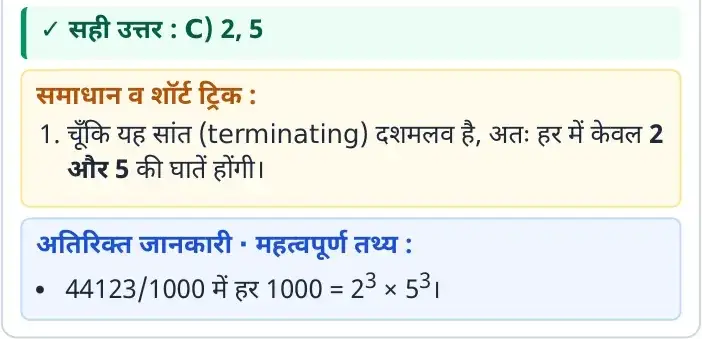 ✓ सही उत्तर : C) 2, 5
समाधान व शॉर्ट ट्रिक :
1. चूँकि यह सांत (terminating) दशमलव है, अतः हर में केवल 2
और 5 की घातें होंगी।
अतिरिक्त जानकारी · महत्वपूर्ण तथ्य :
• 44123/1000 में हर 1000 = 2³ × 5³।